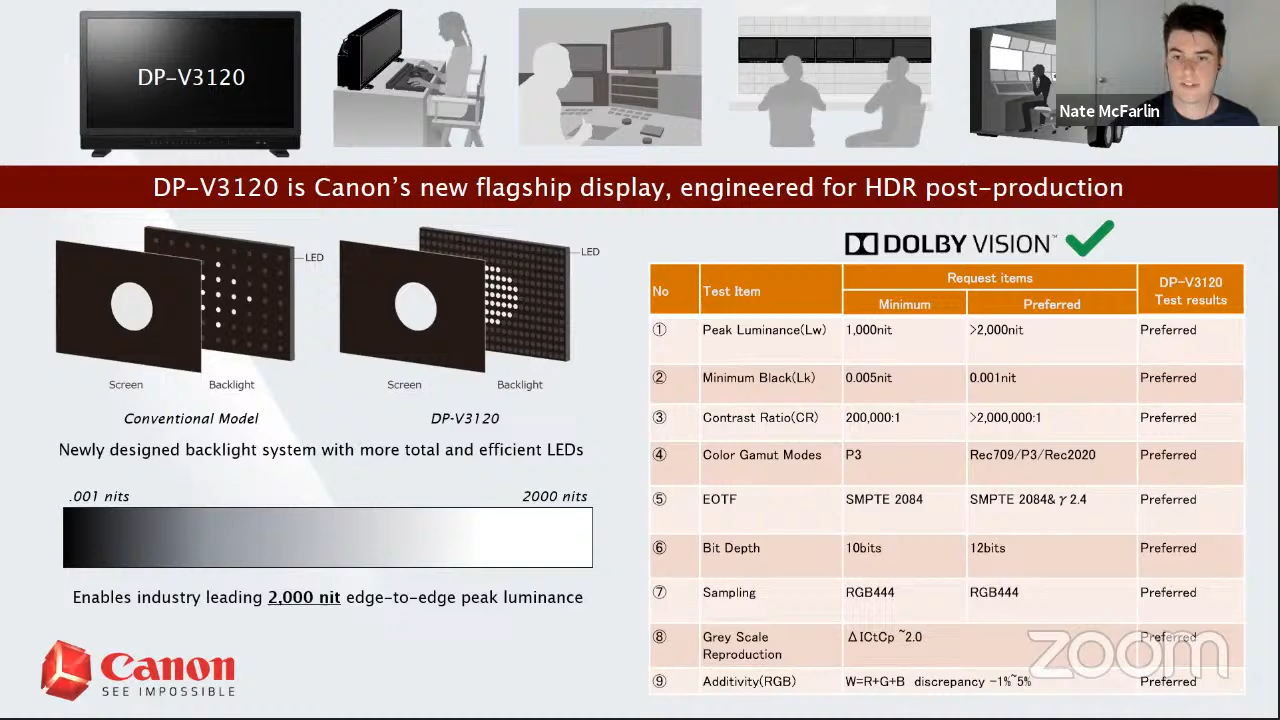 DP-V3120
Nate McFarlin
DP-V3120 is Canon's new flagship display, engineered for HDR post-production
LED
LED
Screen
Backlight
Screen
Backlight
Conventional Model
DP-V3120
Newly designed backlight system with more total and efficient LEDs
.001 nits
2000 nits
Enables industry leading 2,000 nit edge-to-edge peak luminance
Canon
SEE IMPOSSIBLE
DOLBY VISION™
No
Test Item
Request items
DP-V3120
Test results
Minimum
Preferred
① Peak Luminance(Lw) 1,000nit >2,000nit Preferred
② Minimum Black(Lk) 0.005nit 0.001nit Preferred
③ Contrast Ratio(CR) 200,000:1 >2,000,000:1 Preferred
④ Color Gamut Modes P3 Rec709/P3/Rec2020 Preferred
⑤ EOTF SMPTE 2084 SMPTE 2084&γ2.4 Preferred
⑥ Bit Depth 10bits 12bits Preferred
⑦ Sampling RGB444 RGB444 Preferred
⑧ Grey Scale ΔICtCp ~2.0 Preferred
Reproduction
⑨ Additivity(RGB) W=R+G+B discrepancy -1%~5% Preferred
zoom